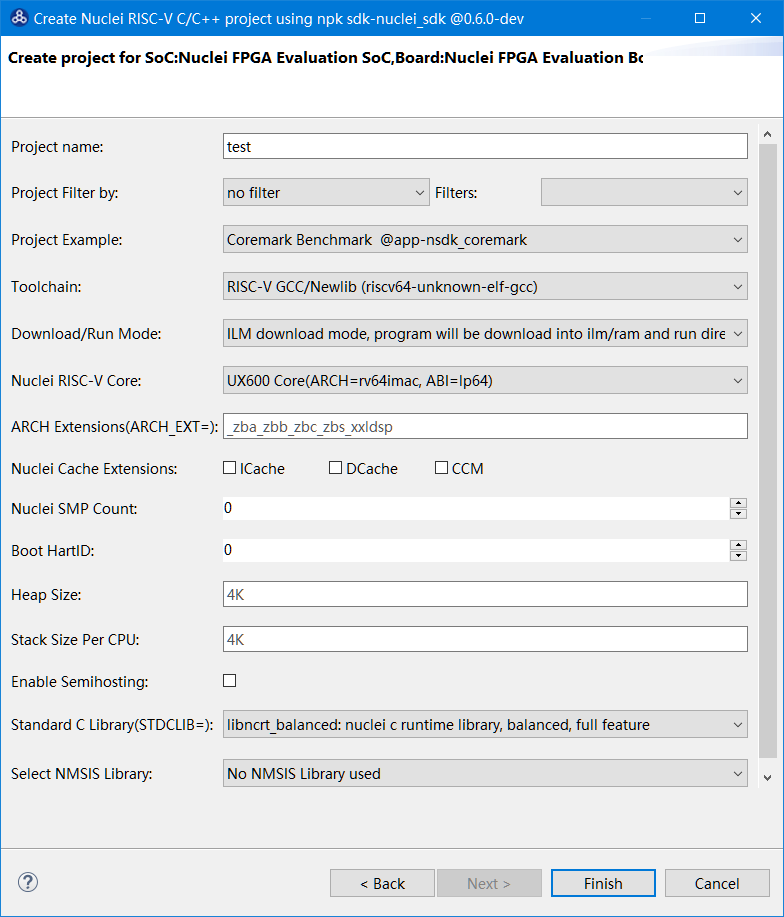 Create Nuclei RISC-V C/C++ project using npk sdk-nuclei_sdk @0.6.0-dev
Create project for SoC:Nuclei FPGA Evaluation SoC,Board:Nuclei FPGA Evaluation Bo
Project name: test
Project Filter by: no filter Filters:
Project Example: Coremark Benchmark @app-nsdk_coremark
Toolchain: RISC-V GCC/Newlib (riscv64-unknown-elf-gcc)
Download/Run Mode: ILM download mode, program will be download into ilm/ram and run dire
Nuclei RISC-V Core: UX600 Core(ARCH=rv64imac, ABI=lp64)
ARCH Extensions(ARCH_EXT=): _zba_zbb_zbc_zbs_xxldsp
Nuclei Cache Extensions: ICache DCache CCM
Nuclei SMP Count: 0
Boot HartID: 0
Heap Size: 4K
Stack Size Per CPU: 4K
Enable Semihosting:
Standard C Library(STDCLIB=): libncrt_balanced: nuclei c runtime library, balanced, full feature
Select NMSIS Library: No NMSIS Library used
? < Back Next > Finish Cancel